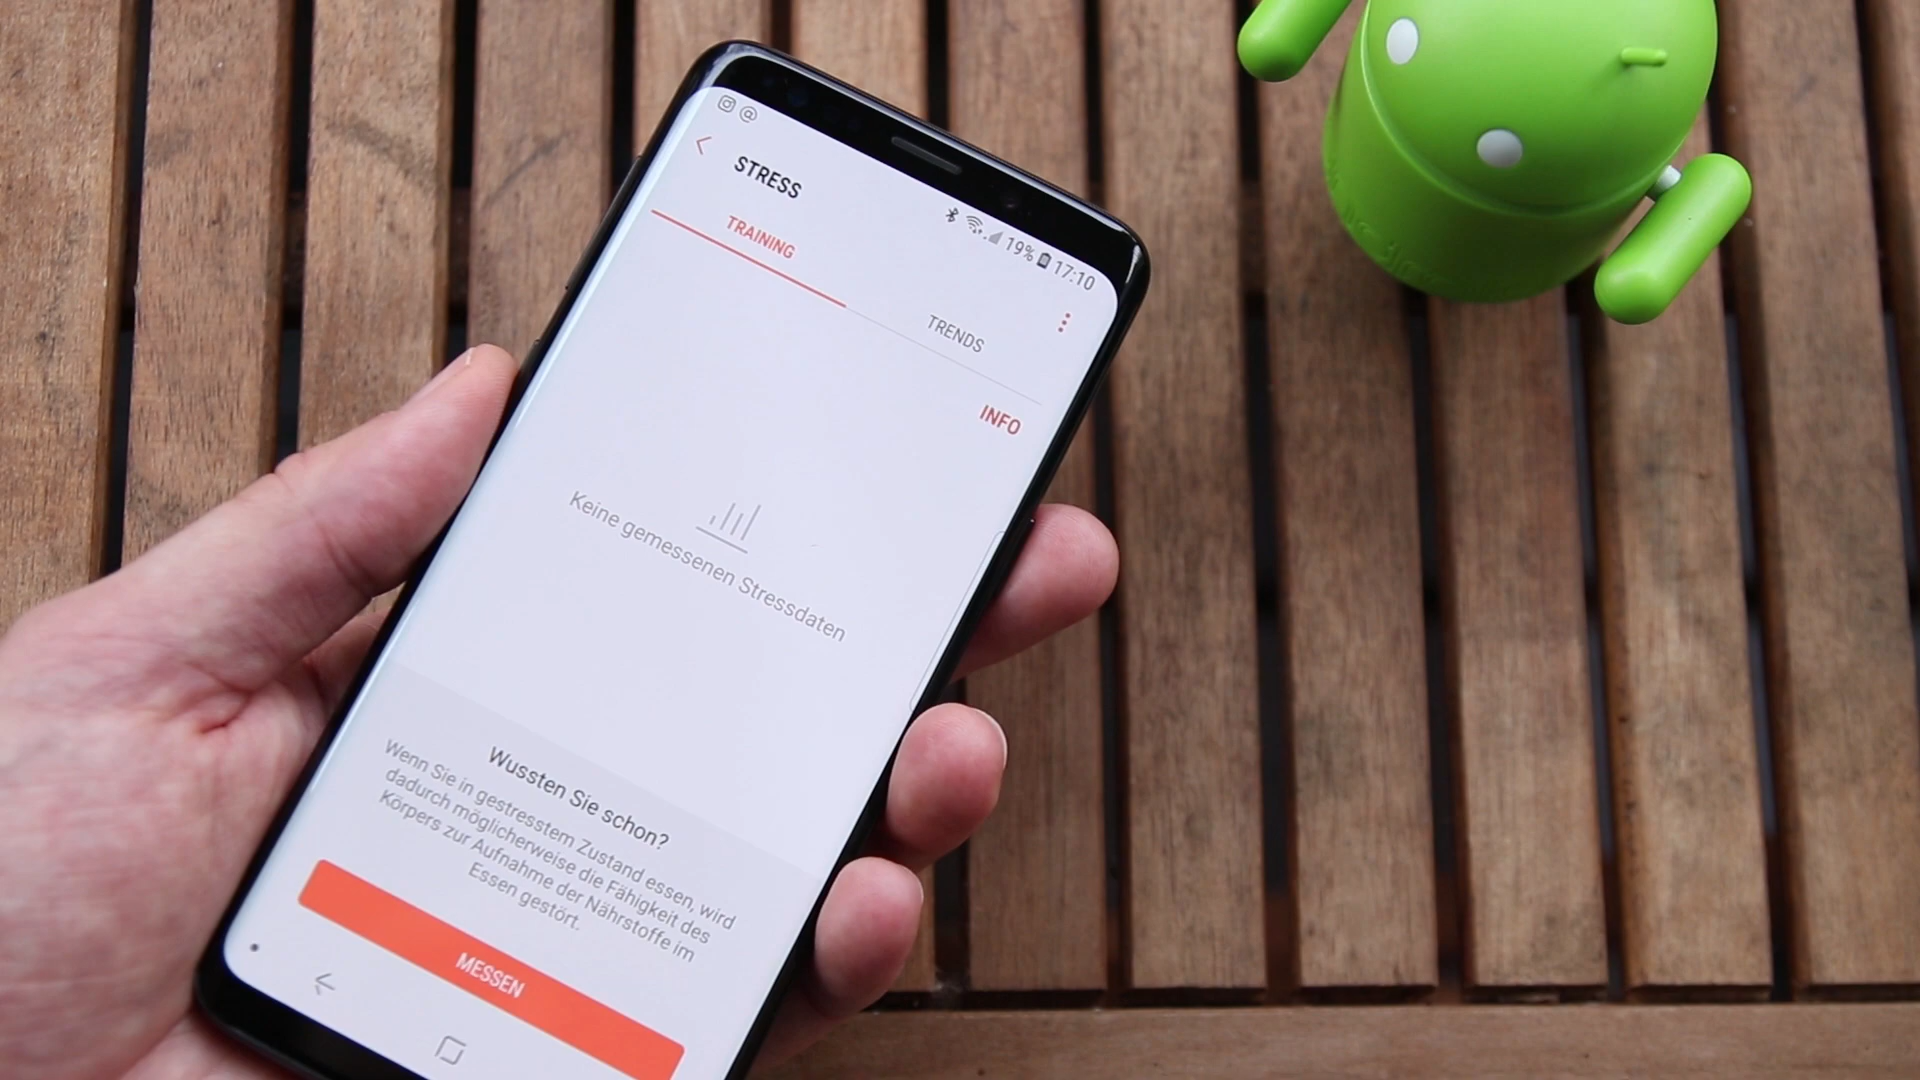 19% 17:10
STRESS
TRAINING
TRENDS
INFO
Keine gemessenen Stressdaten
Wussten Sie schon?
Wenn Sie in gestresstem Zustand essen, wird
dadurch möglicherweise die Fähigkeit des
Körpers zur Aufnahme der Nährstoffe im
Essen gestört.
MESSEN